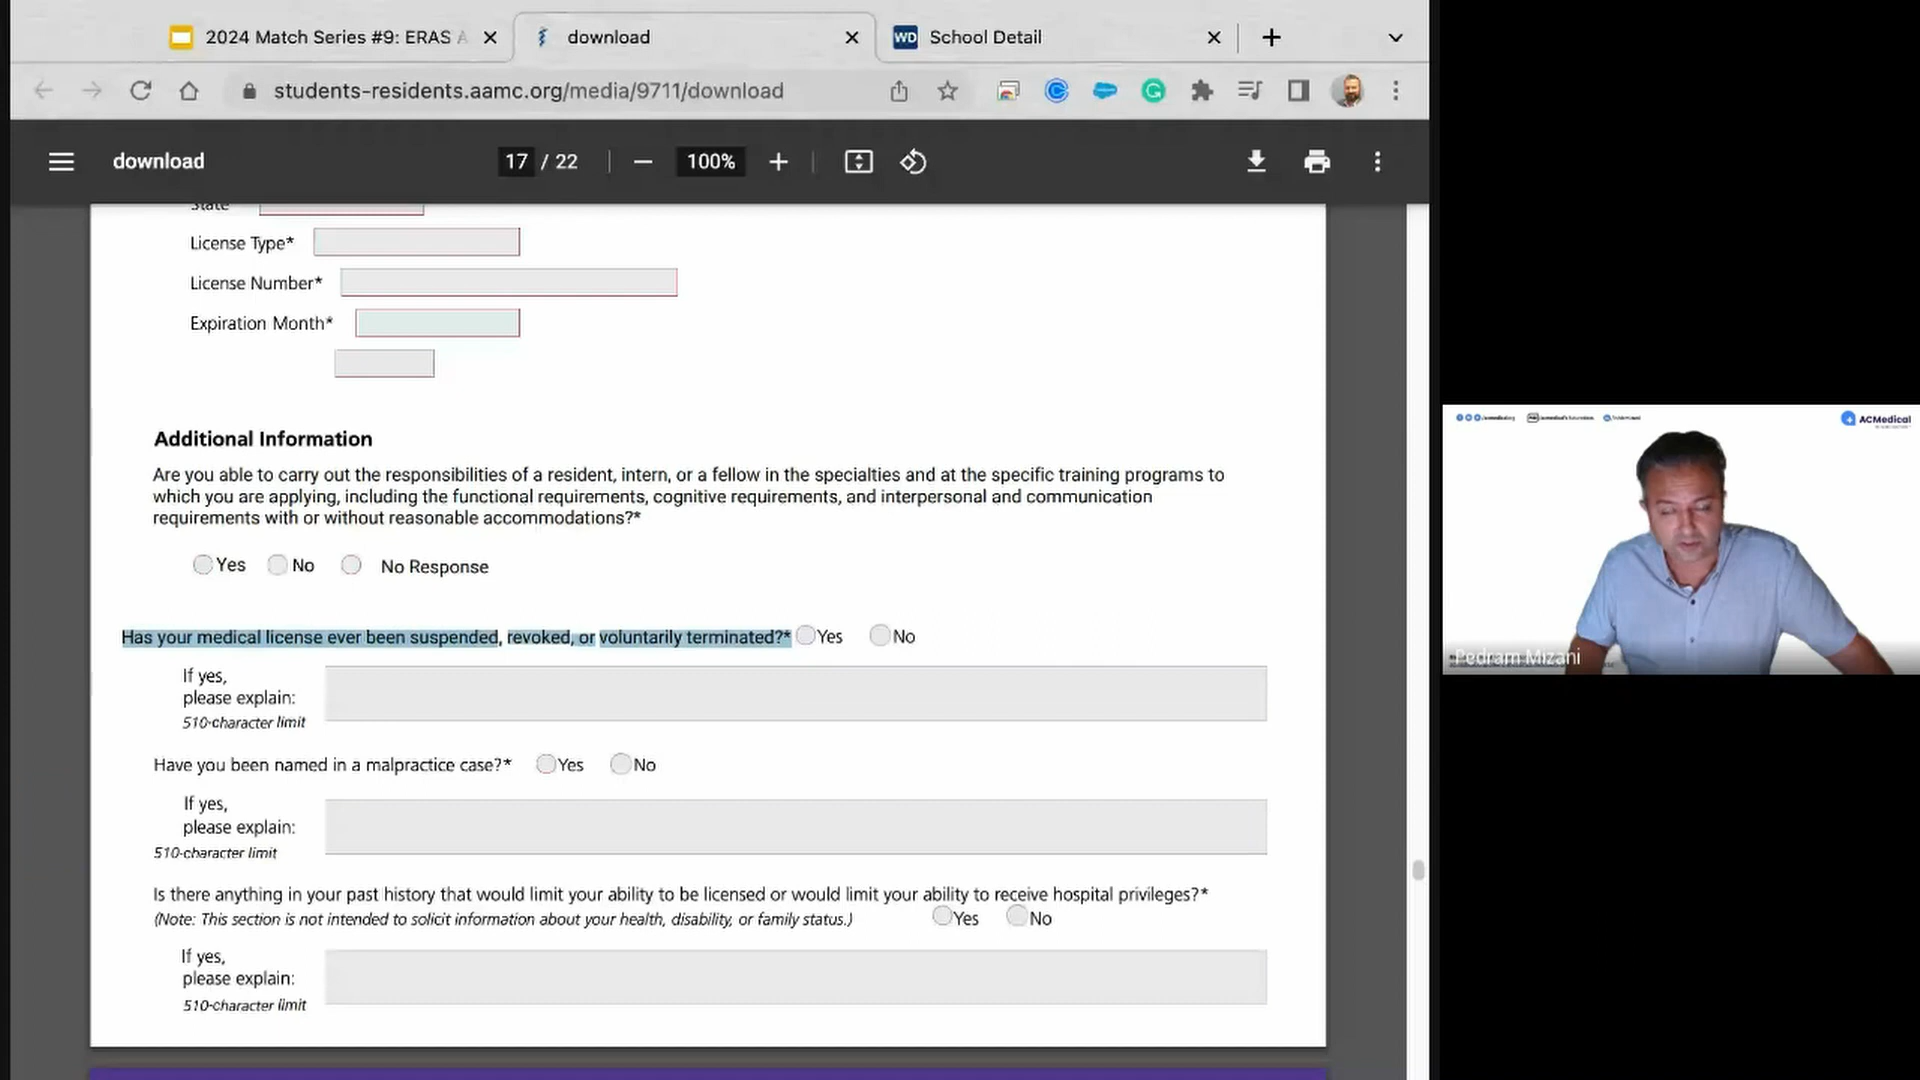 2024 Match Series #9: ERAS A
download
School Detail
students-residents.aamc.org/media/9711/download
download
17 / 22
100%
State
License Type*
License Number*
Expiration Month*
Additional Information
Are you able to carry out the responsibilities of a resident, intern, or a fellow in the specialties and at the specific training programs to
which you are applying, including the functional requirements, cognitive requirements, and interpersonal and communication
requirements with or without reasonable accommodations?*
Yes No No Response
Has your medical license ever been suspended, revoked, or voluntarily terminated?* Yes No
If yes,
please explain:
510-character limit
Have you been named in a malpractice case?* Yes No
If yes,
please explain:
510-character limit
Is there anything in your past history that would limit your ability to be licensed or would limit your ability to receive hospital privileges?*
(Note: This section is not intended to solicit information about your health, disability, or family status.) Yes No
If yes,
please explain:
510-character limit
ACMedical
Pedram Mizani